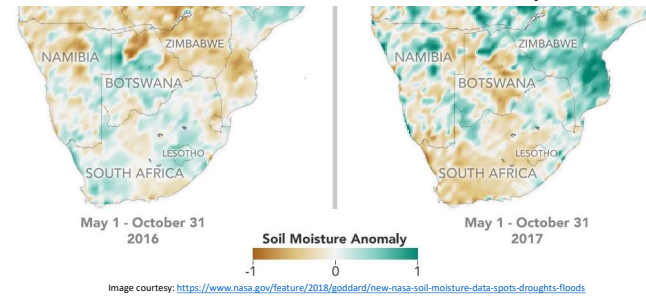 NAMIBIA
ZIMBABWE
BOTSWANA
LESOTHO
SOUTH AFRICA
May 1 - October 31
2016
NAMIBIA
ZIMBABWE
BOTSWANA
LESOTHO
SOUTH AFRICA
May 1 - October 31
2017
Soil Moisture Anomaly
-1 0 1
Image courtesy: https://www.nasa.gov/feature/2018/goddard/new-nasa-soil-moisture-data-spots-droughts-floods